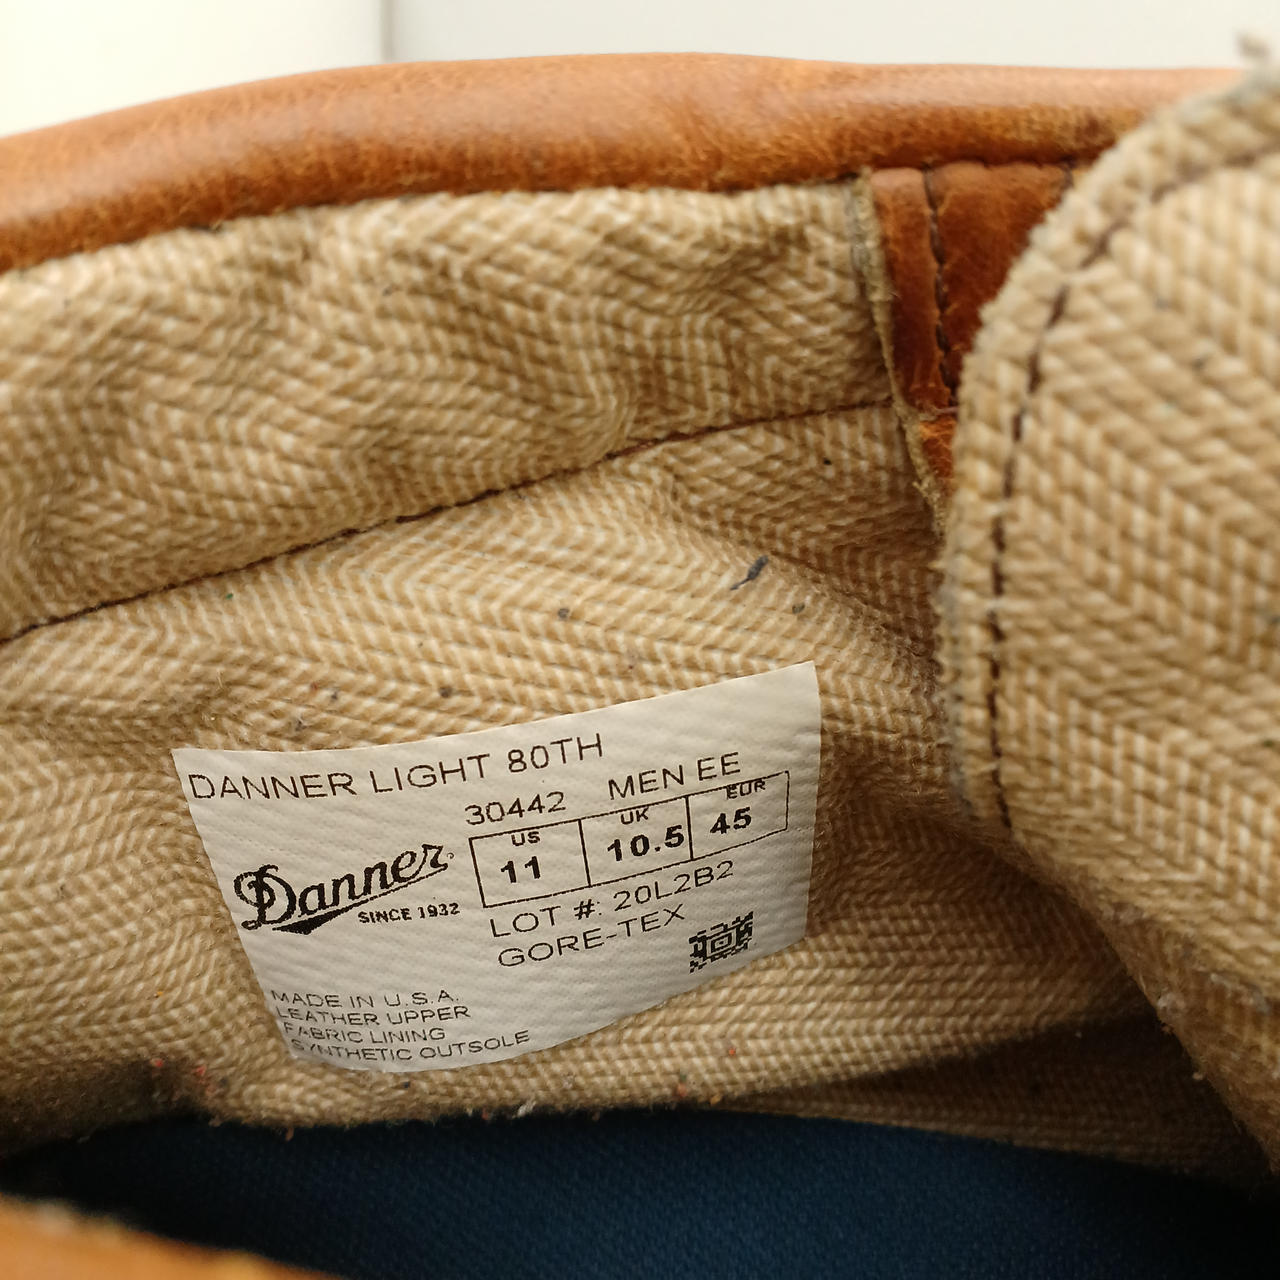 DANNER LIGHT 80TH
30442 MEN EE
US UK EUR
11 10.5 45
Danner
SINCE 1932
LOT #: 20L2B2
GORE-TEX
MADE IN U.S.A.
LEATHER UPPER
FABRIC LINING
SYNTHETIC OUTSOLE